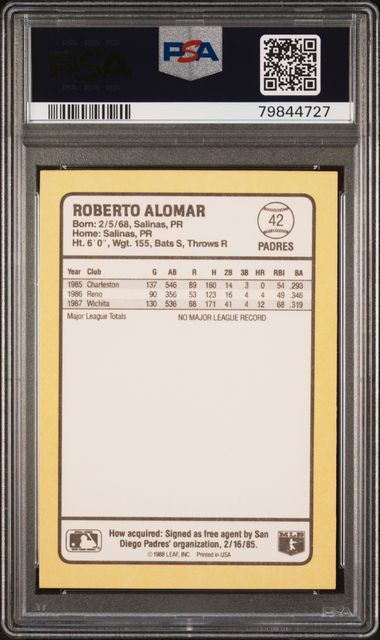 PSA
79844727
ROBERTO ALOMAR
Born: 2/5/68, Salinas, PR
Home: Salinas, PR
Ht. 6'0", Wgt. 155, Bats S, Throws R
42
PADRES
Year Club G AB R H 2B 3B HR RBI BA
1985 Charleston 137 546 89 160 14 3 0 54 .293
1986 Reno 90 356 53 123 16 4 4 49 .346
1987 Wichita 130 536 88 171 41 4 12 68 .319
Major League Totals NO MAJOR LEAGUE RECORD
How acquired: Signed as free agent by San
Diego Padres' organization, 2/16/85.
© 1988 LEAF, INC. Printed in USA
MLB